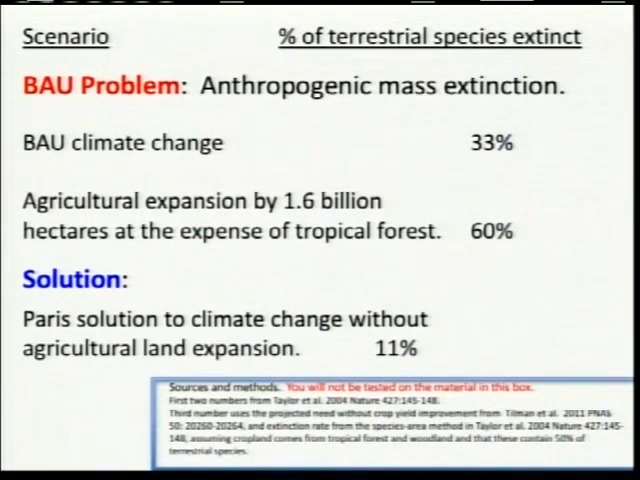 Scenario % of terrestrial species extinct
BAU Problem: Anthropogenic mass extinction.
BAU climate change 33%
Agricultural expansion by 1.6 billion
hectares at the expense of tropical forest. 60%
Solution:
Paris solution to climate change without
agricultural land expansion. 11%
Sources and methods. You will not be tested on the material in this box.
First two numbers from Taylor et al. 2004 Nature 427:145-148.
Third number uses the projected need without crop yield improvement from Tilman et al. 2011 PNAS
50: 20260-20264, and extinction rate from the species-area method in Taylor et al. 2004 Nature 427:145-
148, assuming cropland comes from tropical forest and woodland and that these contain 50% of
terrestrial species.